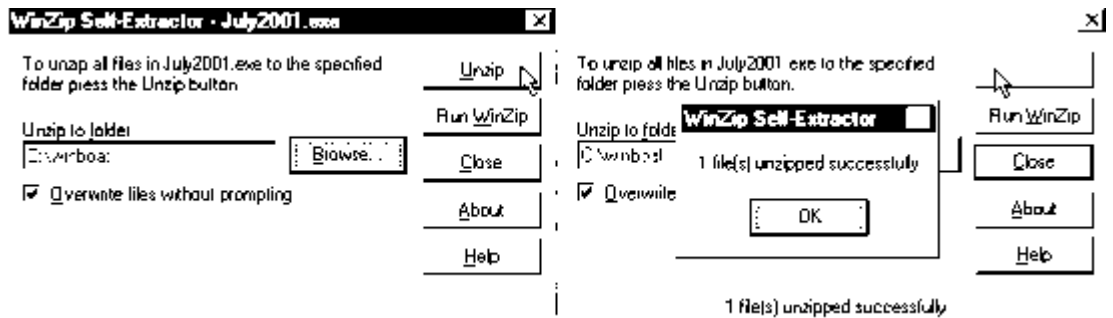 WinZip Self-Extractor - July2001.exe
To unzip all files in July2001.exe to the specified
folder press the Unzip button
Unzip
Run WinZip
Unzip to folder
Browse...
Close
Overwrite files without prompting
About
Help
To unzip all files in July2001.exe to the specified
folder press the Unzip button.
Run WinZip
Unzip to folde
WinZip Self-Extractor
1 file(s) unzipped successfully
Close
Overwrite
OK
About
Help
1 file(s) unzipped successfully